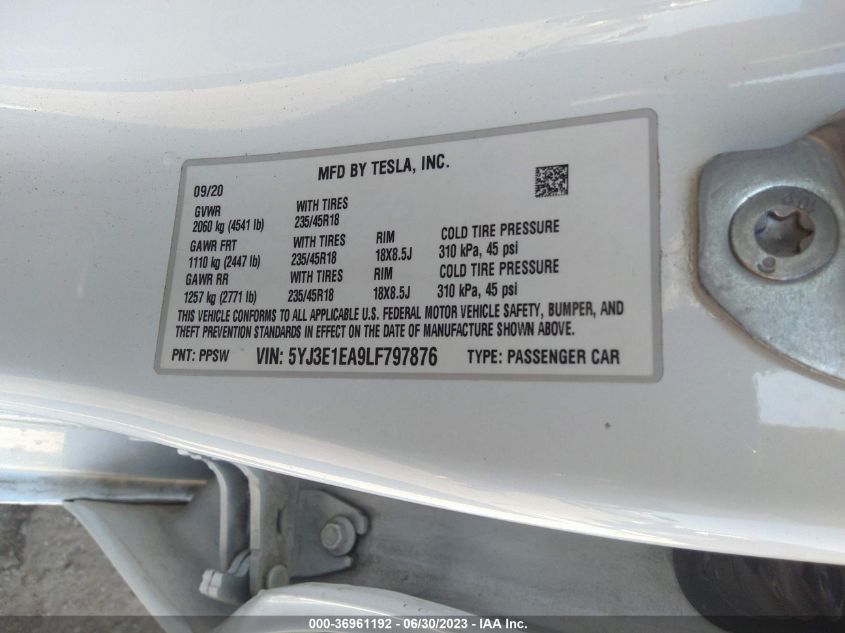 MFD BY TESLA, INC.
09/20
GVWR WITH TIRES
2060 kg (4541 lb) 235/45R18
GAWR FRT WITH TIRES RIM COLD TIRE PRESSURE
1110 kg (2447 lb) 235/45R18 18X8.5J 310 kPa, 45 psi
GAWR RR WITH TIRES RIM COLD TIRE PRESSURE
1257 kg (2771 lb) 235/45R18 18X8.5J 310 kPa, 45 psi
THIS VEHICLE CONFORMS TO ALL APPLICABLE U.S. FEDERAL MOTOR VEHICLE SAFETY, BUMPER, AND
THEFT PREVENTION STANDARDS IN EFFECT ON THE DATE OF MANUFACTURE SHOWN ABOVE.
PNT: PPSW VIN: 5YJ3E1EA9LF797876 TYPE: PASSENGER CAR
000-36961192 - 06/30/2023 - IAA Inc.